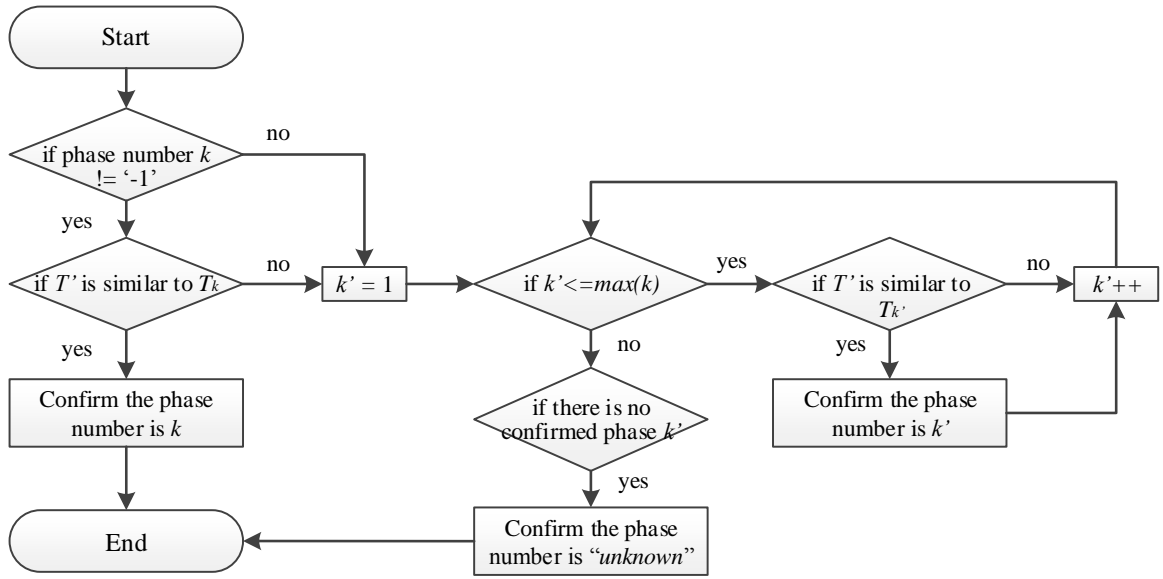 Start
no
if phase number k
!= ‘-1’
yes
if T’ is similar to Tk
no
k’ = 1
if k’<=max(k)
yes
if T’ is similar to
Tk’
no
k’++
yes
yes
no
Confirm the phase
number is k
if there is no
confirmed phase k’
Confirm the phase
number is k’
yes
Confirm the phase
number is “unknown”
End